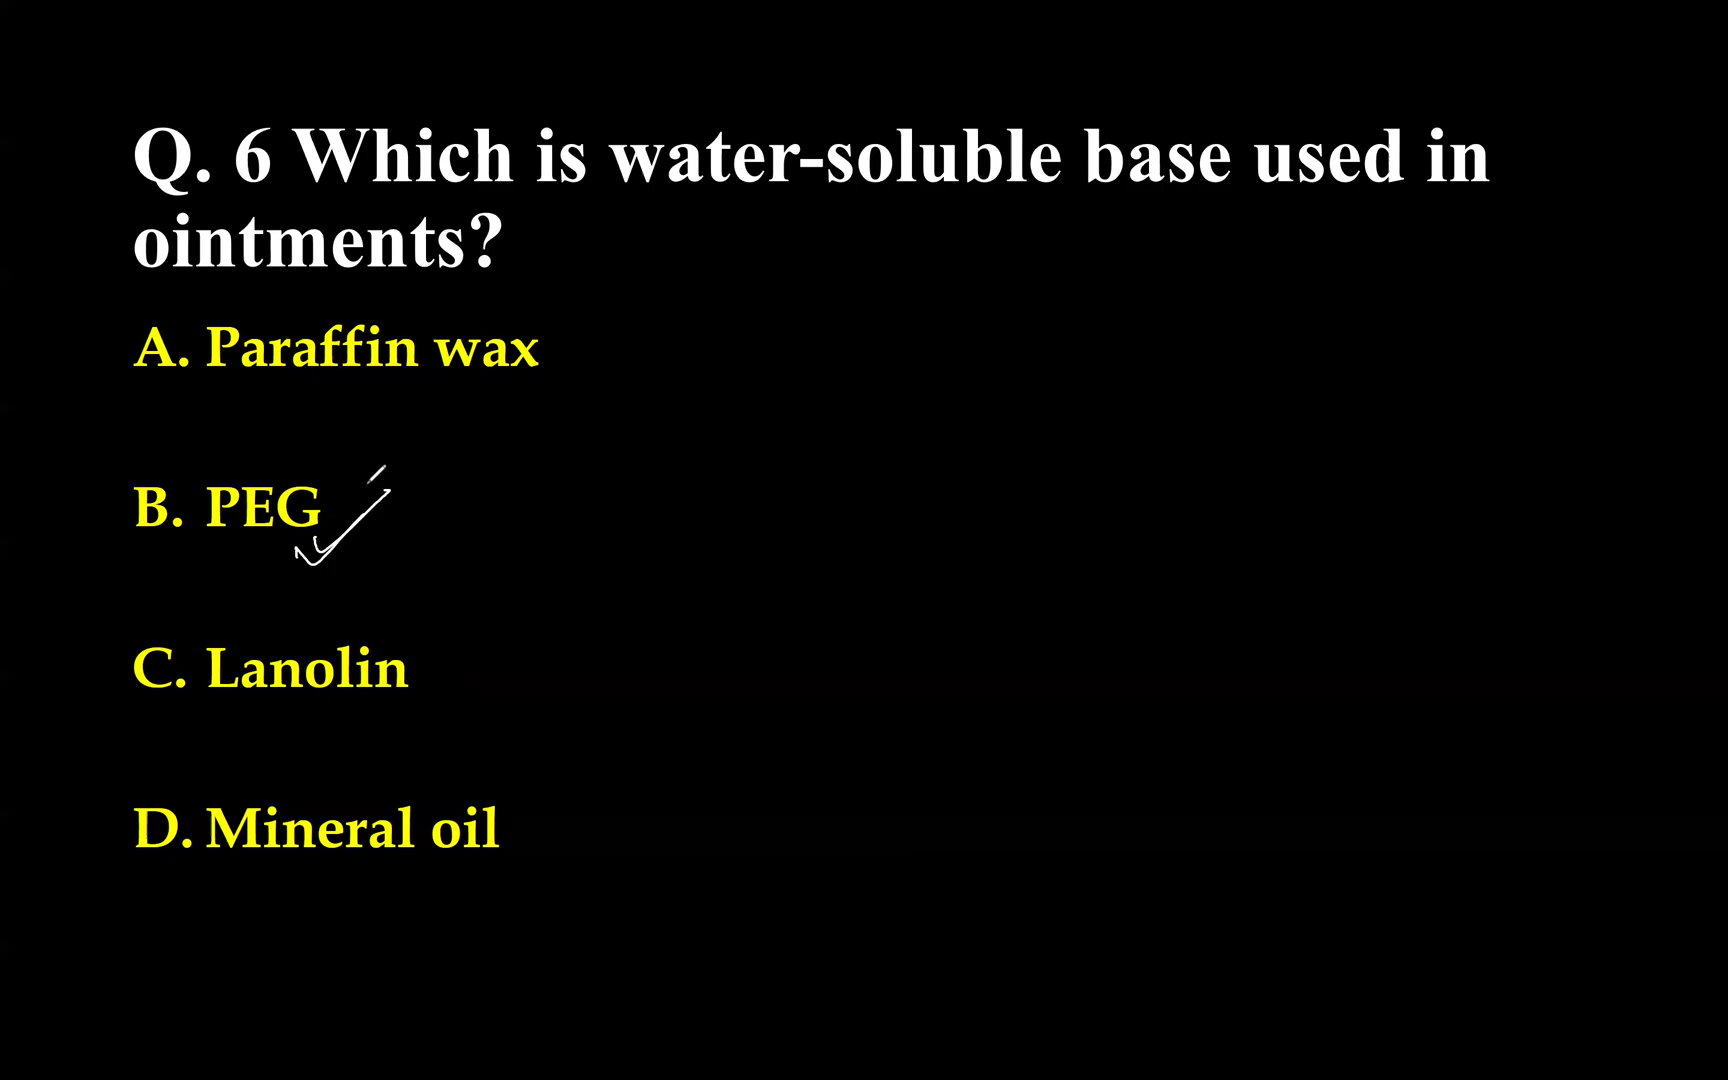 Q. 6 Which is water-soluble base used in
ointments?
A. Paraffin wax
B. PEG
C. Lanolin
D. Mineral oil